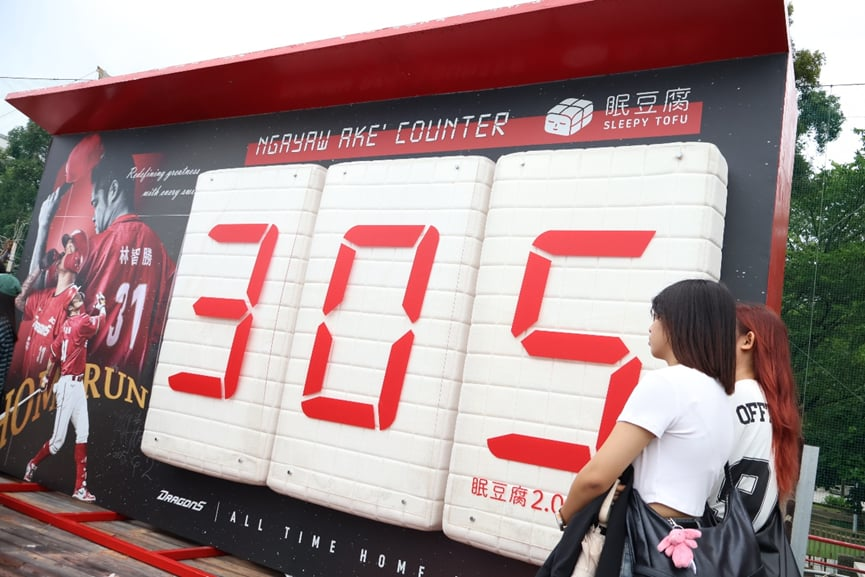 NGAYAW AKE' COUNTER
眠豆腐
SLEEPY TOFU
Redefining greatness
with every
林智勝
31
305
HOME RUN
眠豆腐2.0
OFF
DRAGONS
ALL TIME HOME